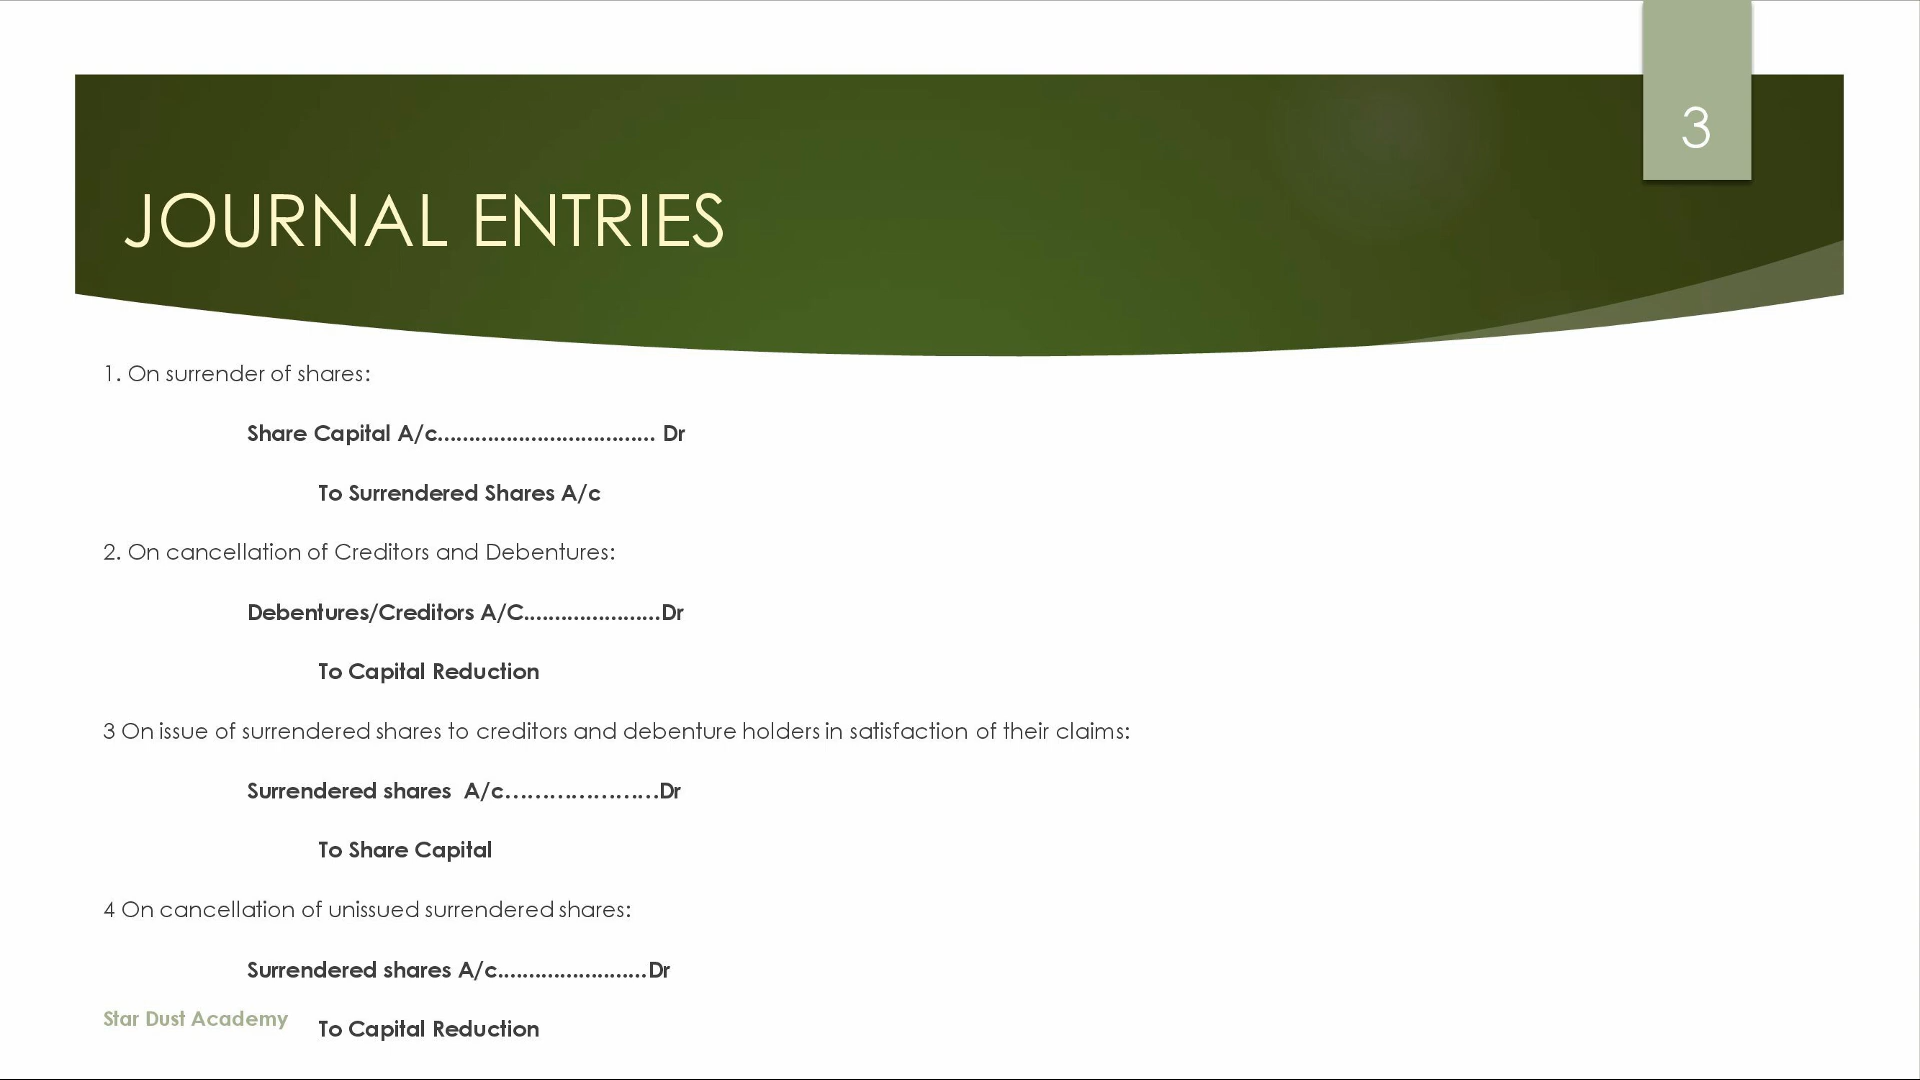 3
JOURNAL ENTRIES
1. On surrender of shares:
Share Capital A/c................................... Dr
To Surrendered Shares A/c
2. On cancellation of Creditors and Debentures:
Debentures/Creditors A/C......................Dr
To Capital Reduction
3 On issue of surrendered shares to creditors and debenture holders in satisfaction of their claims:
Surrendered shares  A/c…………………Dr
To Share Capital
4 On cancellation of unissued surrendered shares:
Surrendered shares A/c........................Dr
Star Dust Academy
To Capital Reduction